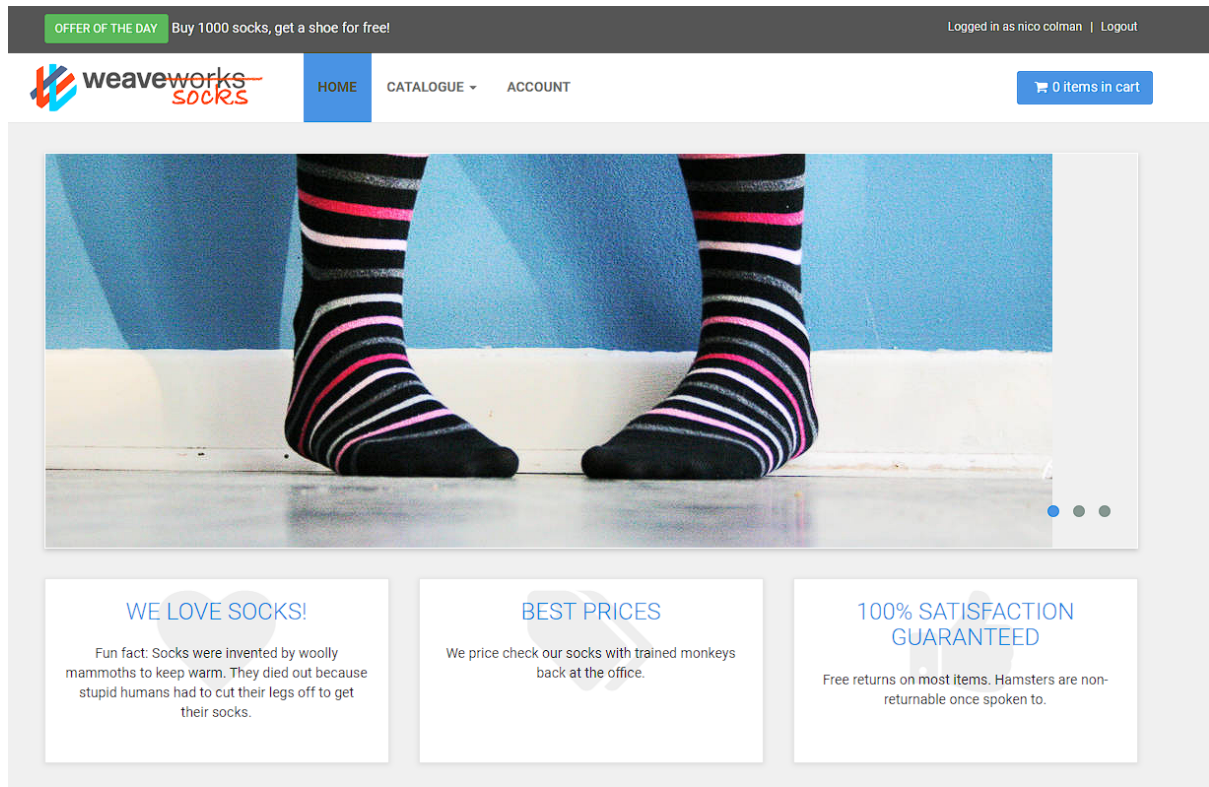 OFFER OF THE DAY Buy 1000 socks, get a shoe for free!
Logged in as nico colman | Logout
weaveworks
socks
HOME
CATALOGUE
ACCOUNT
0 items in cart
WE LOVE SOCKS!
Fun fact: Socks were invented by woolly
mammoths to keep warm. They died out because
stupid humans had to cut their legs off to get
their socks.
BEST PRICES
We price check our socks with trained monkeys
back at the office.
100% SATISFACTION
GUARANTEED
Free returns on most items. Hamsters are non-
returnable once spoken to.